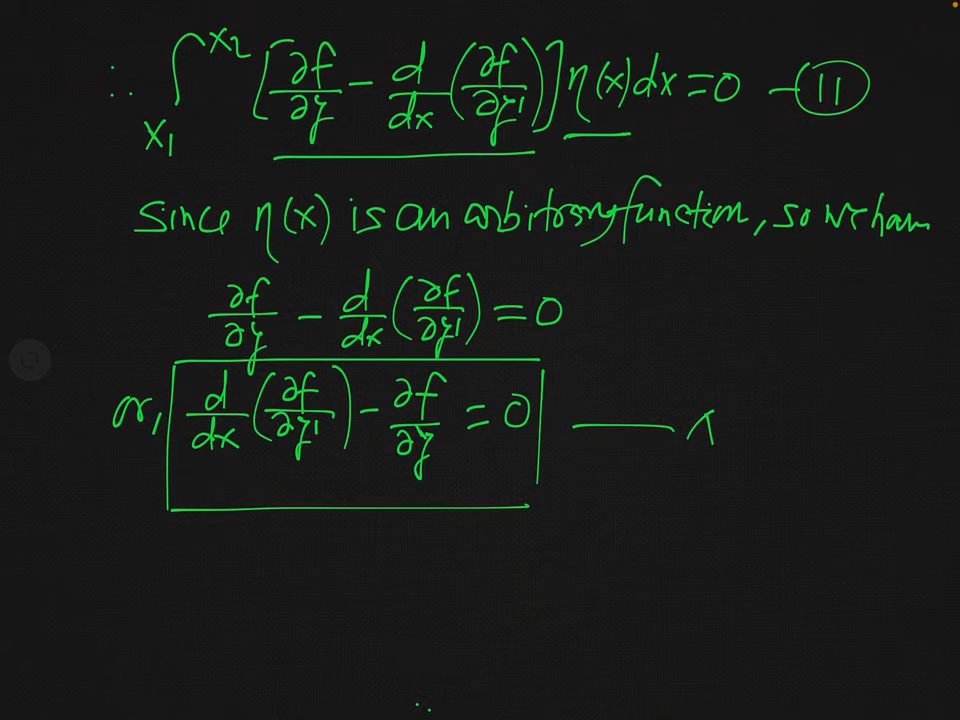 ∴ ∫_{x1}^{x2} [∂f/∂y − d/dx (∂f/∂y')] η(x) dx = 0 — (11)
Since η(x) is an arbitrary function, so we have
∂f/∂y − d/dx (∂f/∂y') = 0
or, d/dx (∂f/∂y') − ∂f/∂y = 0 ——